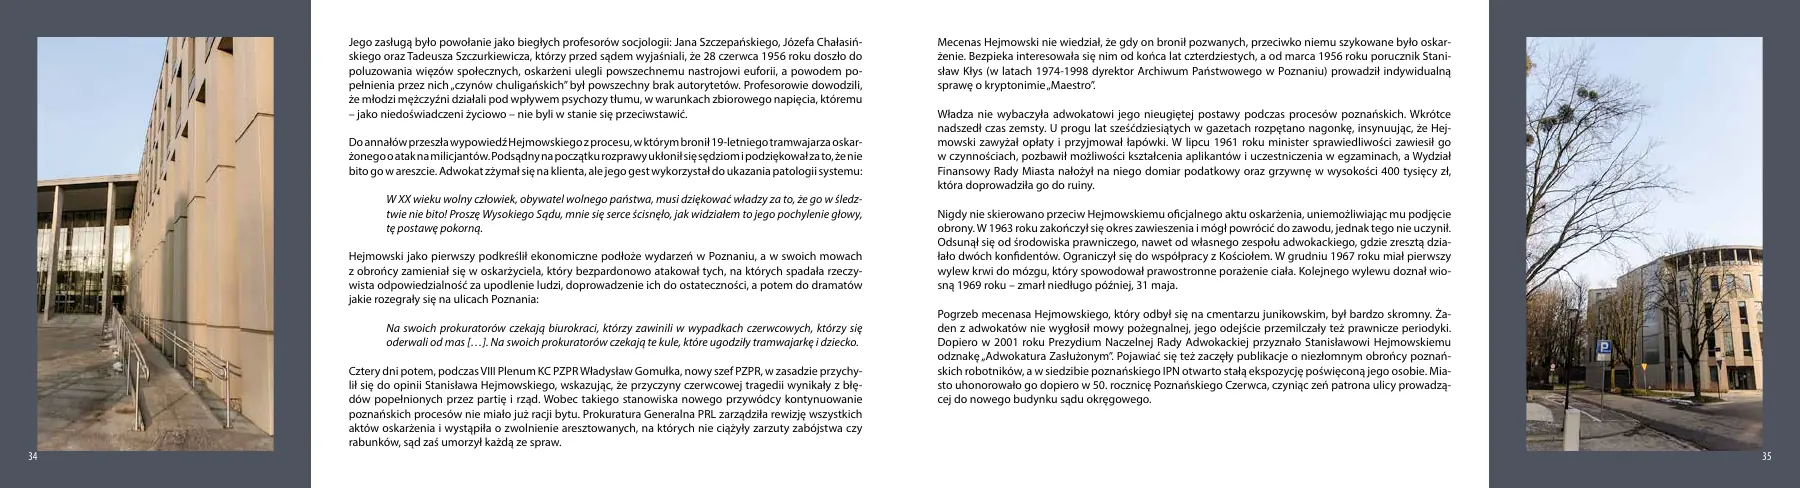 Jego zasługą było powołanie jako biegłych profesorów socjologii: Jana Szczepańskiego, Józefa Chałasiń-
skiego oraz Tadeusza Szczurkiewicza, którzy przed sądem wyjaśniali, że 28 czerwca 1956 roku doszło do
poluzowania więzów społecznych, oskarżeni ulegli powszechnemu nastrojowi euforii, a powodem po-
pełnienia przez nich „czynów chuligańskich” był powszechny brak autorytetów. Profesorowie dowodzili,
że młodzi mężczyźni działali pod wpływem psychozy tłumu, w warunkach zbiorowego napięcia, któremu
– jako niedoświadczeni życiowo – nie byli w stanie się przeciwstawić.
Do annałów przeszła wypowiedź Hejmowskiego z procesu, w którym bronił 19-letniego tramwajarza oskar-
żonego o atak na milicjantów. Podsądny na początku rozprawy ukłonił się sędziom i podziękował za to, że nie
bito go w areszcie. Adwokat zżymał się na klienta, ale jego gest wykorzystał do ukazania patologii systemu:
W XX wieku wolny człowiek, obywatel wolnego państwa, musi dziękować władzy za to, że go w śledz-
twie nie bito! Proszę Wysokiego Sądu, mnie się serce ścisnęło, jak widziałem to jego pochylenie głowy,
tę postawę pokorną.
Hejmowski jako pierwszy podkreślił ekonomiczne podłoże wydarzeń w Poznaniu, a w swoich mowach
z obrońcy zamieniał się w oskarżyciela, który bezpardonowo atakował tych, na których spadała rzeczy-
wista odpowiedzialność za upodlenie ludzi, doprowadzenie ich do ostateczności, a potem do dramatów
jakie rozegrały się na ulicach Poznania:
Na swoich prokuratorów czekają biurokraci, którzy zawinili w wypadkach czerwcowych, którzy się
oderwali od mas […]. Na swoich prokuratorów czekają te kule, które ugodziły tramwajarkę i dziecko.
Cztery dni potem, podczas VIII Plenum KC PZPR Władysław Gomułka, nowy szef PZPR, w zasadzie przychy-
lił się do opinii Stanisława Hejmowskiego, wskazując, że przyczyny czerwcowej tragedii wynikały z błę-
dów popełnionych przez partię i rząd. Wobec takiego stanowiska nowego przywódcy kontynuowanie
poznańskich procesów nie miało już racji bytu. Prokuratura Generalna PRL zarządziła rewizję wszystkich
aktów oskarżenia i wystąpiła o zwolnienie aresztowanych, na których nie ciążyły zarzuty zabójstwa czy
rabunków, sąd zaś umorzył każdą ze spraw.
34
Mecenas Hejmowski nie wiedział, że gdy on bronił pozwanych, przeciwko niemu szykowane było oskar-
żenie. Bezpieka interesowała się nim od końca lat czterdziestych, a od marca 1956 roku porucznik Stani-
sław Kłys (w latach 1974-1998 dyrektor Archiwum Państwowego w Poznaniu) prowadził indywidualną
sprawę o kryptonimie „Maestro”.
Władza nie wybaczyła adwokatowi jego nieugiętej postawy podczas procesów poznańskich. Wkrótce
nadszedł czas zemsty. U progu lat sześćdziesiątych w gazetach rozpętano nagonkę, insynuując, że Hej-
mowski zawyżał opłaty i przyjmował łapówki. W lipcu 1961 roku minister sprawiedliwości zawiesił go
w czynnościach, pozbawił możliwości kształcenia aplikantów i uczestniczenia w egzaminach, a Wydział
Finansowy Rady Miasta nałożył na niego domiar podatkowy oraz grzywnę w wysokości 400 tysięcy zł,
która doprowadziła go do ruiny.
Nigdy nie skierowano przeciw Hejmowskiemu oficjalnego aktu oskarżenia, uniemożliwiając mu podjęcie
obrony. W 1963 roku zakończył się okres zawieszenia i mógł powrócić do zawodu, jednak tego nie uczynił.
Odsunął się od środowiska prawniczego, nawet od własnego zespołu adwokackiego, gdzie zresztą dzia-
łało dwóch konfidentów. Ograniczył się do współpracy z Kościołem. W grudniu 1967 roku miał pierwszy
wylew krwi do mózgu, który spowodował prawostronne porażenie ciała. Kolejnego wylewu doznał wio-
sną 1969 roku – zmarł niedługo później, 31 maja.
Pogrzeb mecenasa Hejmowskiego, który odbył się na cmentarzu junikowskim, był bardzo skromny. Ża-
den z adwokatów nie wygłosił mowy pożegnalnej, jego odejście przemilczały też prawnicze periodyki.
Dopiero w 2001 roku Prezydium Naczelnej Rady Adwokackiej przyznało Stanisławowi Hejmowskiemu
odznakę „Adwokatura Zasłużonym”. Pojawiać się też zaczęły publikacje o niezłomnym obrońcy poznań-
skich robotników, a w siedzibie poznańskiego IPN otwarto stałą ekspozycję poświęconą jego osobie. Mia-
sto uhonorowało go dopiero w 50. rocznicę Poznańskiego Czerwca, czyniąc zeń patrona ulicy prowadzą-
cej do nowego budynku sądu okręgowego.
P
35